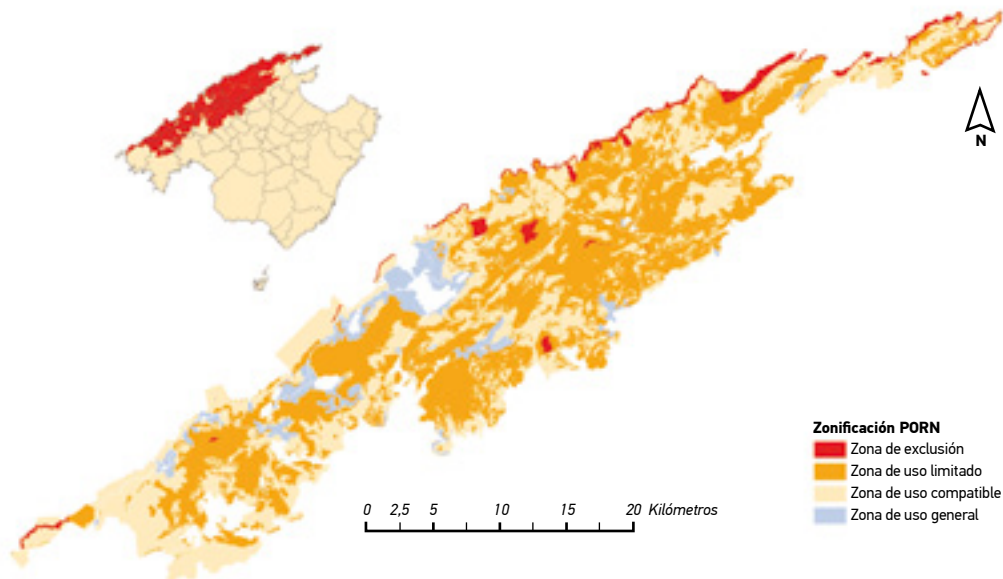 N
Zonificación PORN
Zona de exclusión
Zona de uso limitado
Zona de uso compatible
Zona de uso general
0 2,5 5 10 15 20 Kilómetros